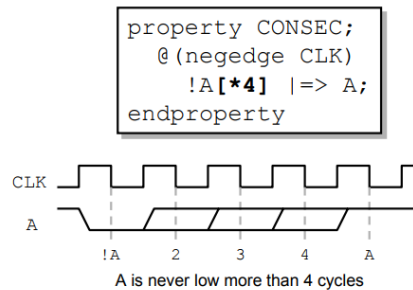 property CONSEC;
@(negedge CLK)
!A[*4] |=> A;
endproperty
CLK
A
!A 2 3 4 A
A is never low more than 4 cycles